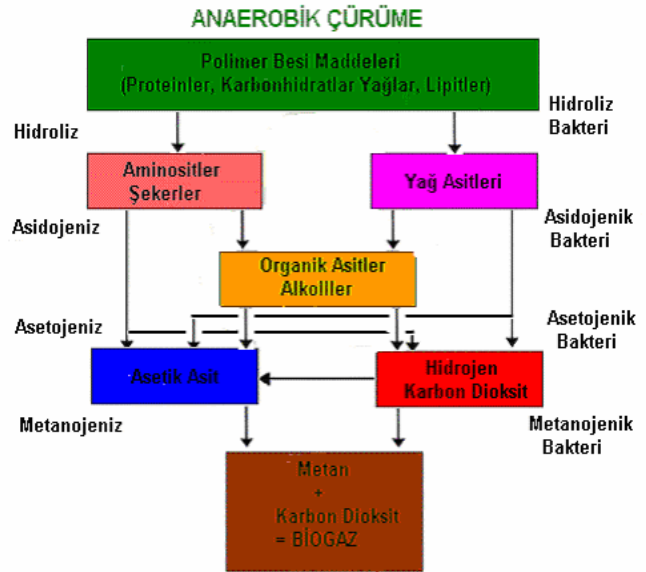 ANAEROBİK ÇÜRÜME
Polimer Besi Maddeleri
(Proteinler, Karbonhidratlar Yağlar, Lipitler)
Hidroliz
Hidroliz
Bakteri
Aminositler
Şekerler
Yağ Asitleri
Asidojeniz
Asidojenik
Bakteri
Organik Asitler
Alkolller
Asetojeniz
Asetojenik
Bakteri
Asetik Asit
Hidrojen
Karbon Dioksit
Metanojeniz
Metanojenik
Bakteri
Metan
+
Karbon Dioksit
= BİOGAZ